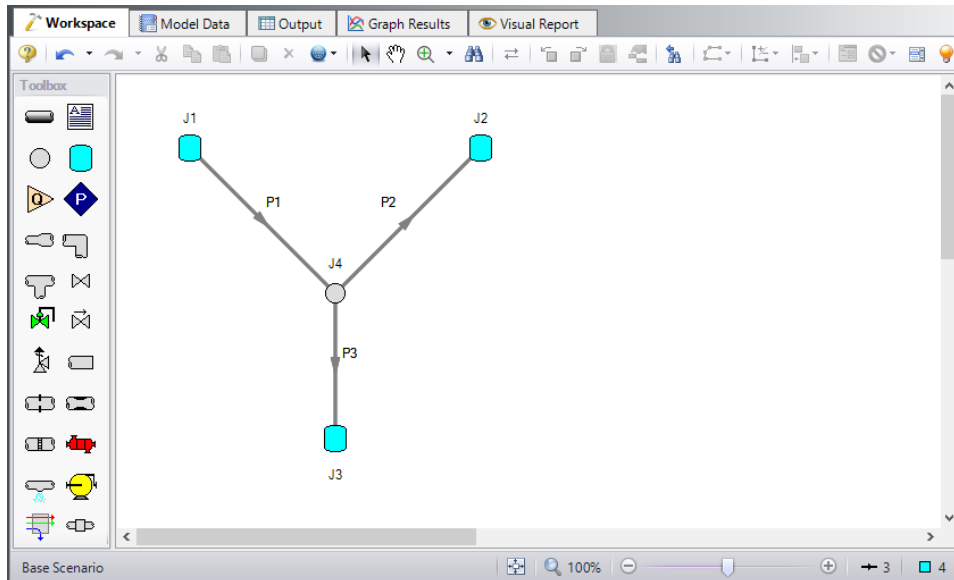 Workspace Model Data Output Graph Results Visual Report
Toolbox
J1 J2
P1 P2
J4
P3
J3
A
Q P
Base Scenario 100% 3 4